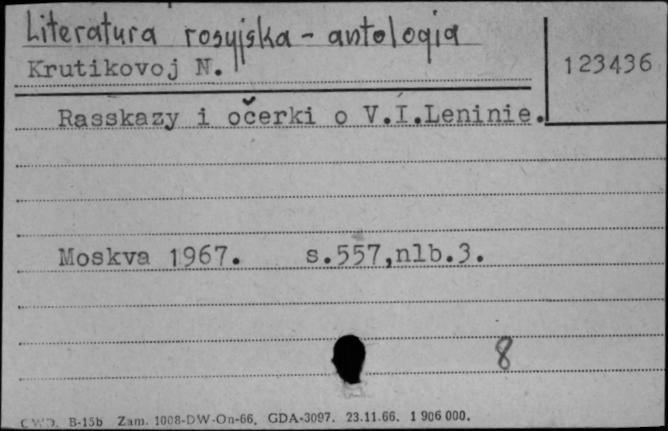 Literatura rosyjska - antologia
Krutikovoj N.
123436
Rasskazy i očerki o V.I.Leninie.
Moskva 1967. s.557,nlb.3.
8
CWD. B-15b Zam. 1008-DW-On-66. GDA-3097. 23.11.66. 1 906 000.